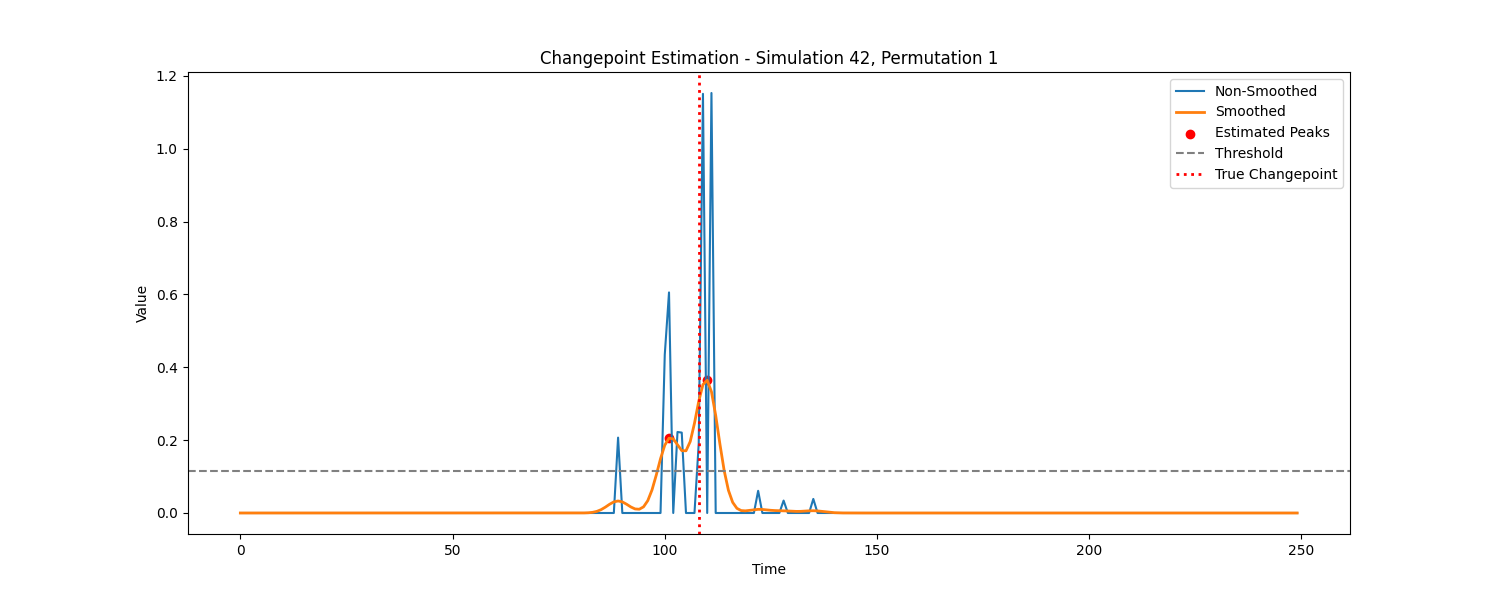 Changepoint Estimation - Simulation 42, Permutation 1
1.2
1.0
0.8
0.6
0.4
0.2
0.0
Value
Non-Smoothed
Smoothed
Estimated Peaks
Threshold
True Changepoint
0 50 100 150 200 250
Time